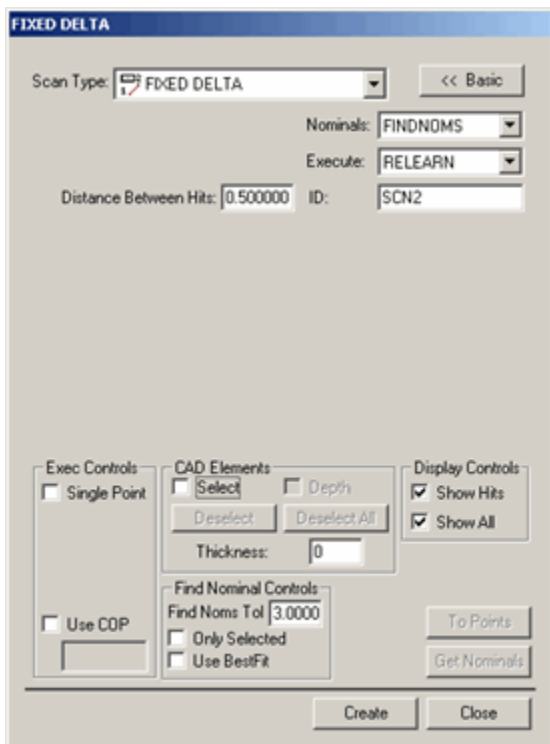 FIXED DELTA
Scan Type: FIXED DELTA << Basic
Nominals: FINDNOMS
Execute: RELEARN
Distance Between Hits: 0.500000 ID: SCN2
Exec Controls CAD Elements Display Controls
Single Point Select Depth Show Hits
Deselect Deselect All Show All
Thickness: 0
Find Nominal Controls
Find Noms Tol 3.0000
Use COP Only Selected To Points
Use BestFit Get Nominals
Create Close